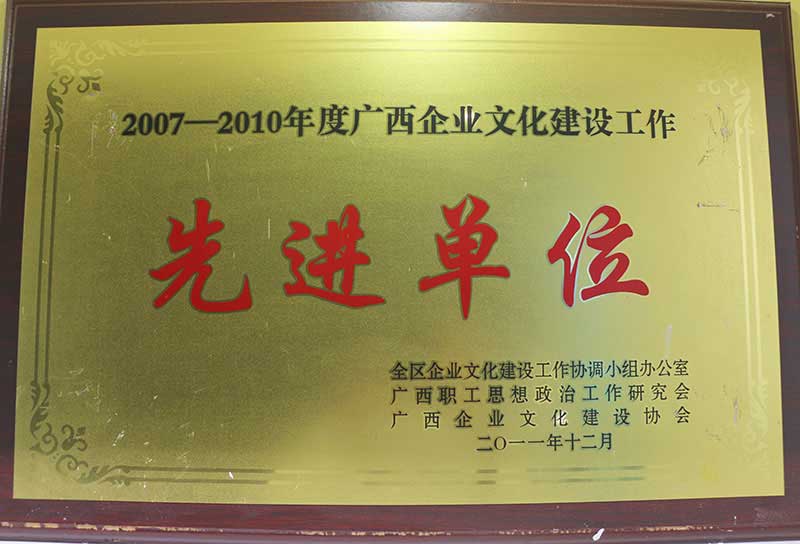 2007—2010年度广西企业文化建设工作
先进单位
全区企业文化建设工作协调小组办公室
广西职工思想政治工作研究会
广西企业文化建设协会
二〇一一年十二月